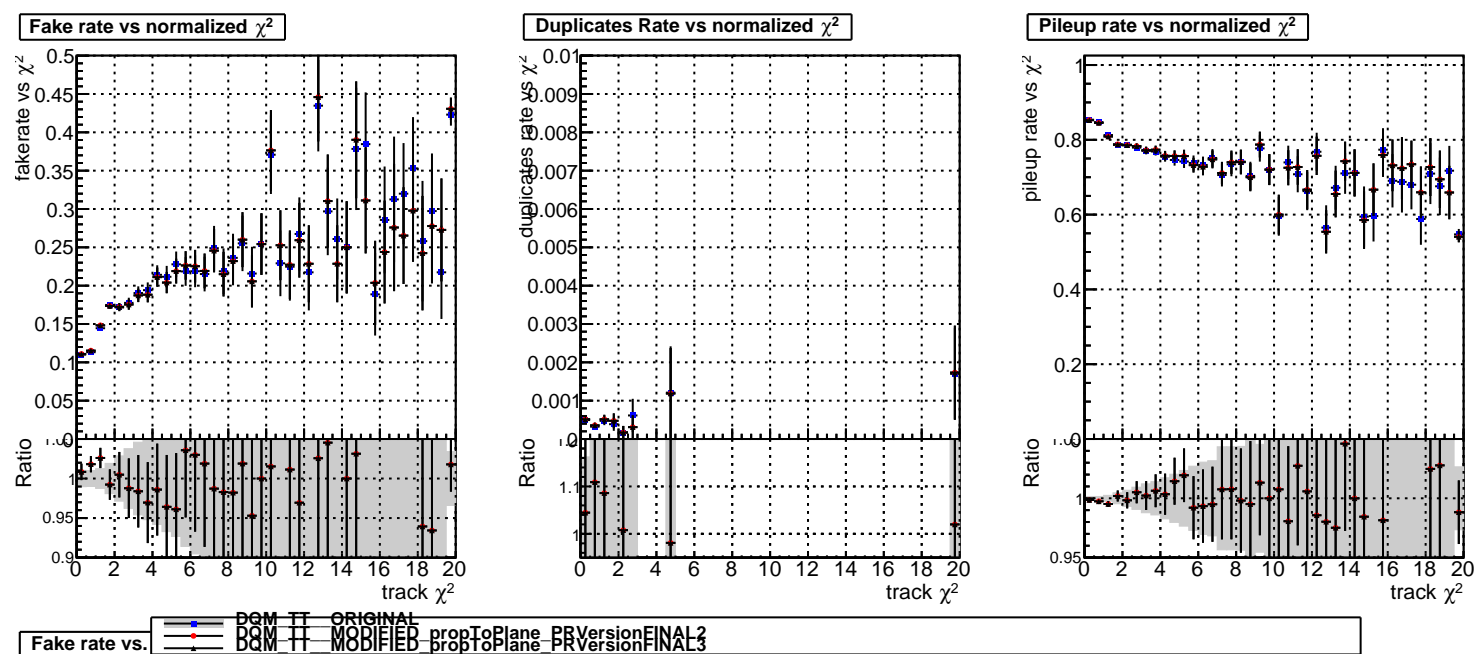 Fake rate vs normalized χ²
Duplicates Rate vs normalized χ²
Pileup rate vs normalized χ²
fakerate vs χ²
0.5
0.45
0.4
0.35
0.3
0.25
0.2
0.15
0.1
0.05
0
Ratio
1
0.95
0.9
0 2 4 6 8 10 12 14 16 18 20
track χ²
duplicates rate vs χ²
0.01
0.009
0.008
0.007
0.006
0.005
0.004
0.003
0.002
0.001
0
Ratio
1.1
1
0 2 4 6 8 10 12 14 16 18 20
track χ²
pileup rate vs χ²
1
0.8
0.6
0.4
0.2
0
Ratio
1
0.95
0 2 4 6 8 10 12 14 16 18 20
track χ²
Fake rate vs.
DQM_TT__ORIGINAL
DQM_TT__MODIFIED_propToPlane_PRVersionFINAL2
DQM_TT__MODIFIED_propToPlane_PRVersionFINAL3